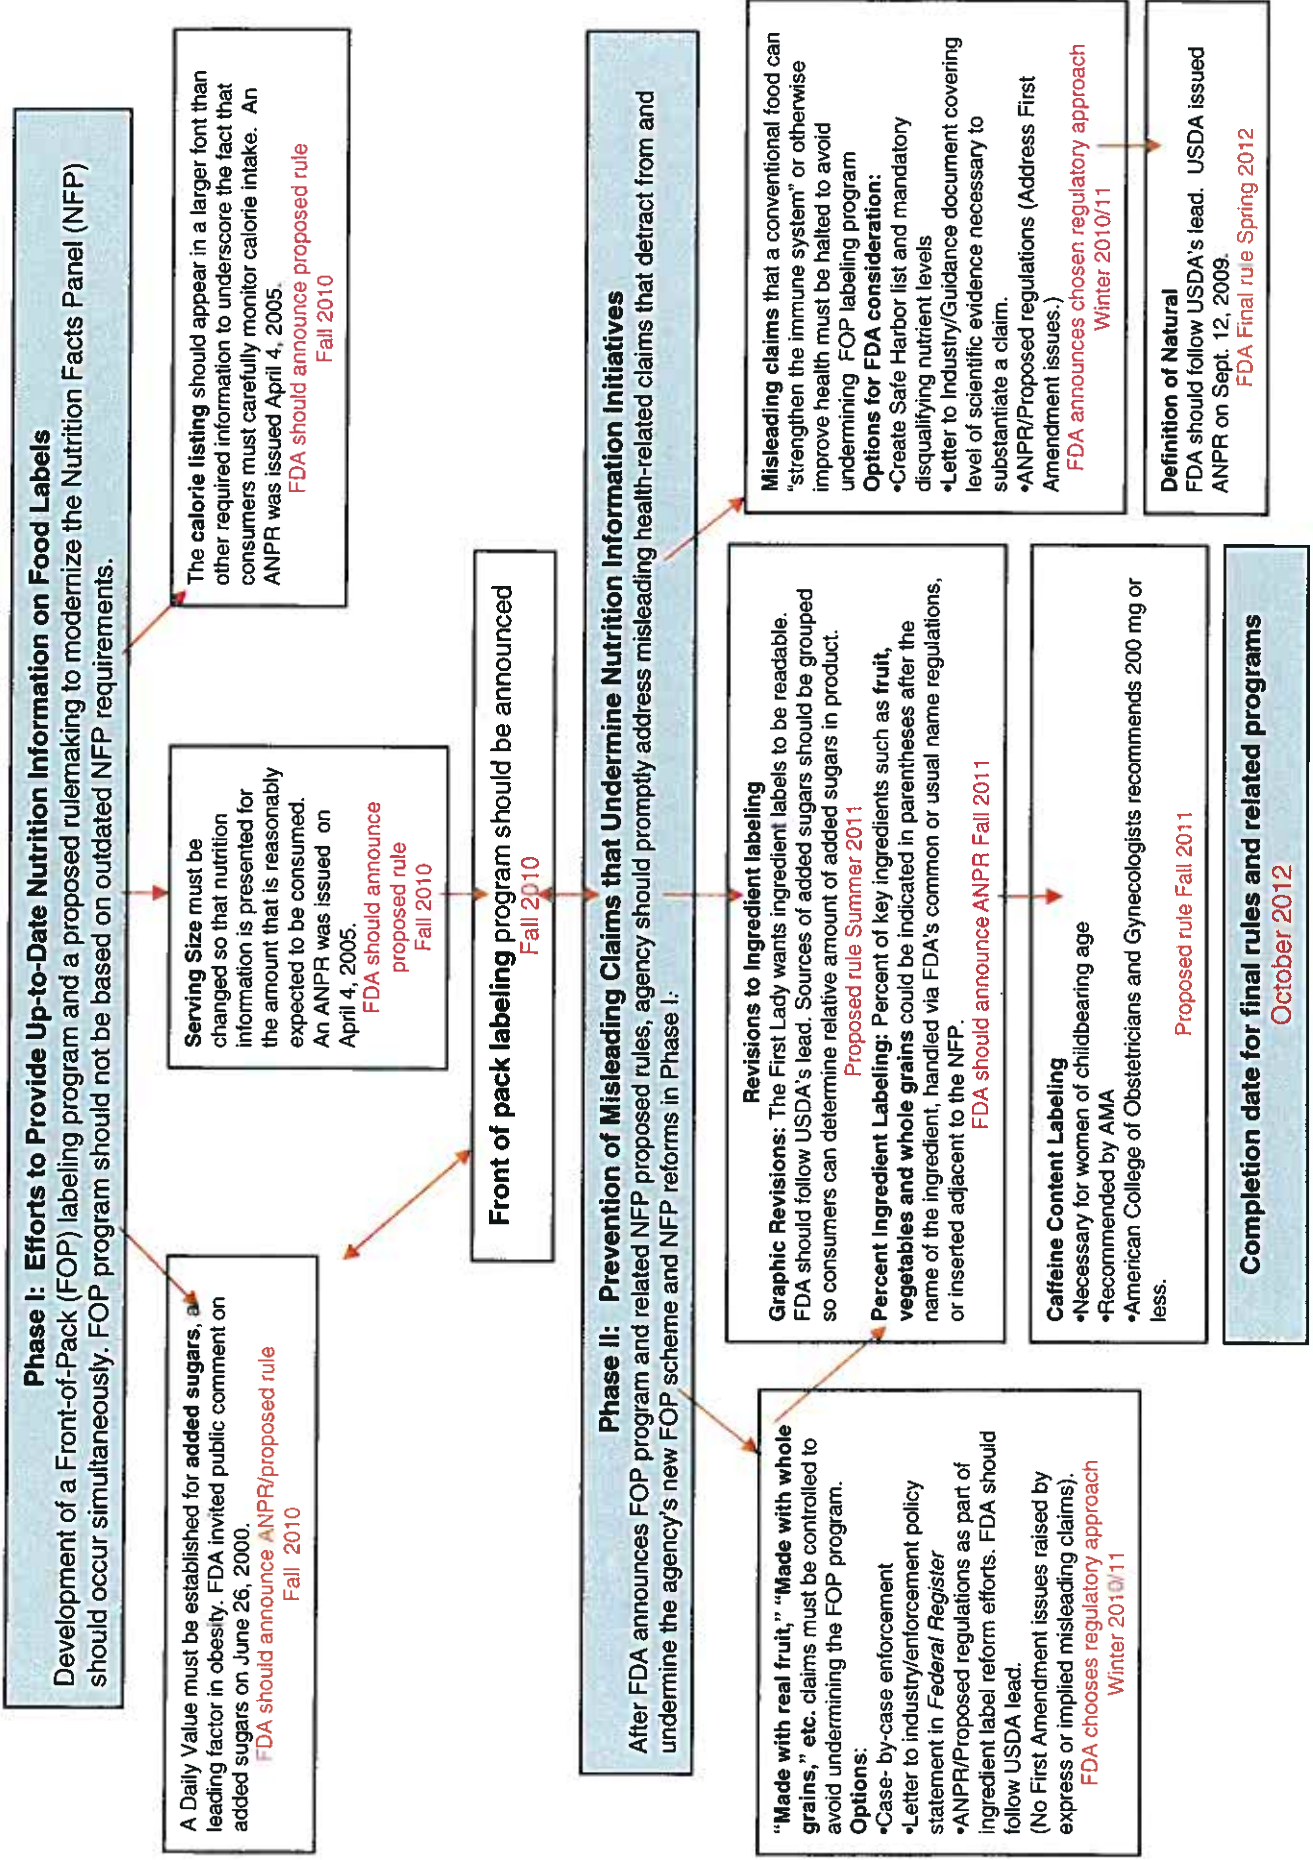 Phase I: Efforts to Provide Up-to-Date Nutrition Information on Food Labels
Development of a Front-of-Pack (FOP) labeling program and a proposed rulemaking to modernize the Nutrition Facts Panel (NFP)
should occur simultaneously. FOP program should not be based on outdated NFP requirements.
A Daily Value must be established for added sugars, a
leading factor in obesity. FDA invited public comment on
added sugars on June 26, 2000.
FDA should announce ANPR/proposed rule
Fall 2010
Serving Size must be
changed so that nutrition
information is presented for
the amount that is reasonably
expected to be consumed.
An ANPR was issued on
April 4, 2005.
FDA should announce
proposed rule
Fall 2010
The calorie listing should appear in a larger font than
other required information to underscore the fact that
consumers must carefully monitor calorie intake. An
ANPR was issued April 4, 2005.
FDA should announce proposed rule
Fall 2010
Front of pack labeling program should be announced
Fall 2010
Phase II: Prevention of Misleading Claims that Undermine Nutrition Information Initiatives
After FDA announces FOP program and related NFP proposed rules, agency should promptly address misleading health-related claims that detract from and
undermine the agency's new FOP scheme and NFP reforms in Phase I.
"Made with real fruit," "Made with whole
grains," etc. claims must be controlled to
avoid undermining the FOP program.
Options:
•Case- by-case enforcement
•Letter to industry/enforcement policy
statement in Federal Register
•ANPR/Proposed regulations as part of
ingredient label reform efforts. FDA should
follow USDA lead.
(No First Amendment issues raised by
express or implied misleading claims).
FDA chooses regulatory approach
Winter 2010/11
Revisions to Ingredient labeling
Graphic Revisions: The First Lady wants ingredient labels to be readable.
FDA should follow USDA's lead. Sources of added sugars should be grouped
so consumers can determine relative amount of added sugars in product.
Proposed rule Summer 2011
Percent Ingredient Labeling: Percent of key ingredients such as fruit,
vegetables and whole grains could be indicated in parentheses after the
name of the ingredient, handled via FDA's common or usual name regulations,
or inserted adjacent to the NFP.
FDA should announce ANPR Fall 2011
Caffeine Content Labeling
•Necessary for women of childbearing age
•Recommended by AMA
•American College of Obstetricians and Gynecologists recommends 200 mg or
less.
Proposed rule Fall 2011
Misleading claims that a conventional food can
"strengthen the immune system" or otherwise
improve health must be halted to avoid
undermining FOP labeling program
Options for FDA consideration:
•Create Safe Harbor list and mandatory
disqualifying nutrient levels
•Letter to Industry/Guidance document covering
level of scientific evidence necessary to
substantiate a claim.
•ANPR/Proposed regulations (Address First
Amendment issues.)
FDA announces chosen regulatory approach
Winter 2010/11
Definition of Natural
FDA should follow USDA's lead. USDA issued
ANPR on Sept. 12, 2009.
FDA Final rule Spring 2012
Completion date for final rules and related programs
October 2012